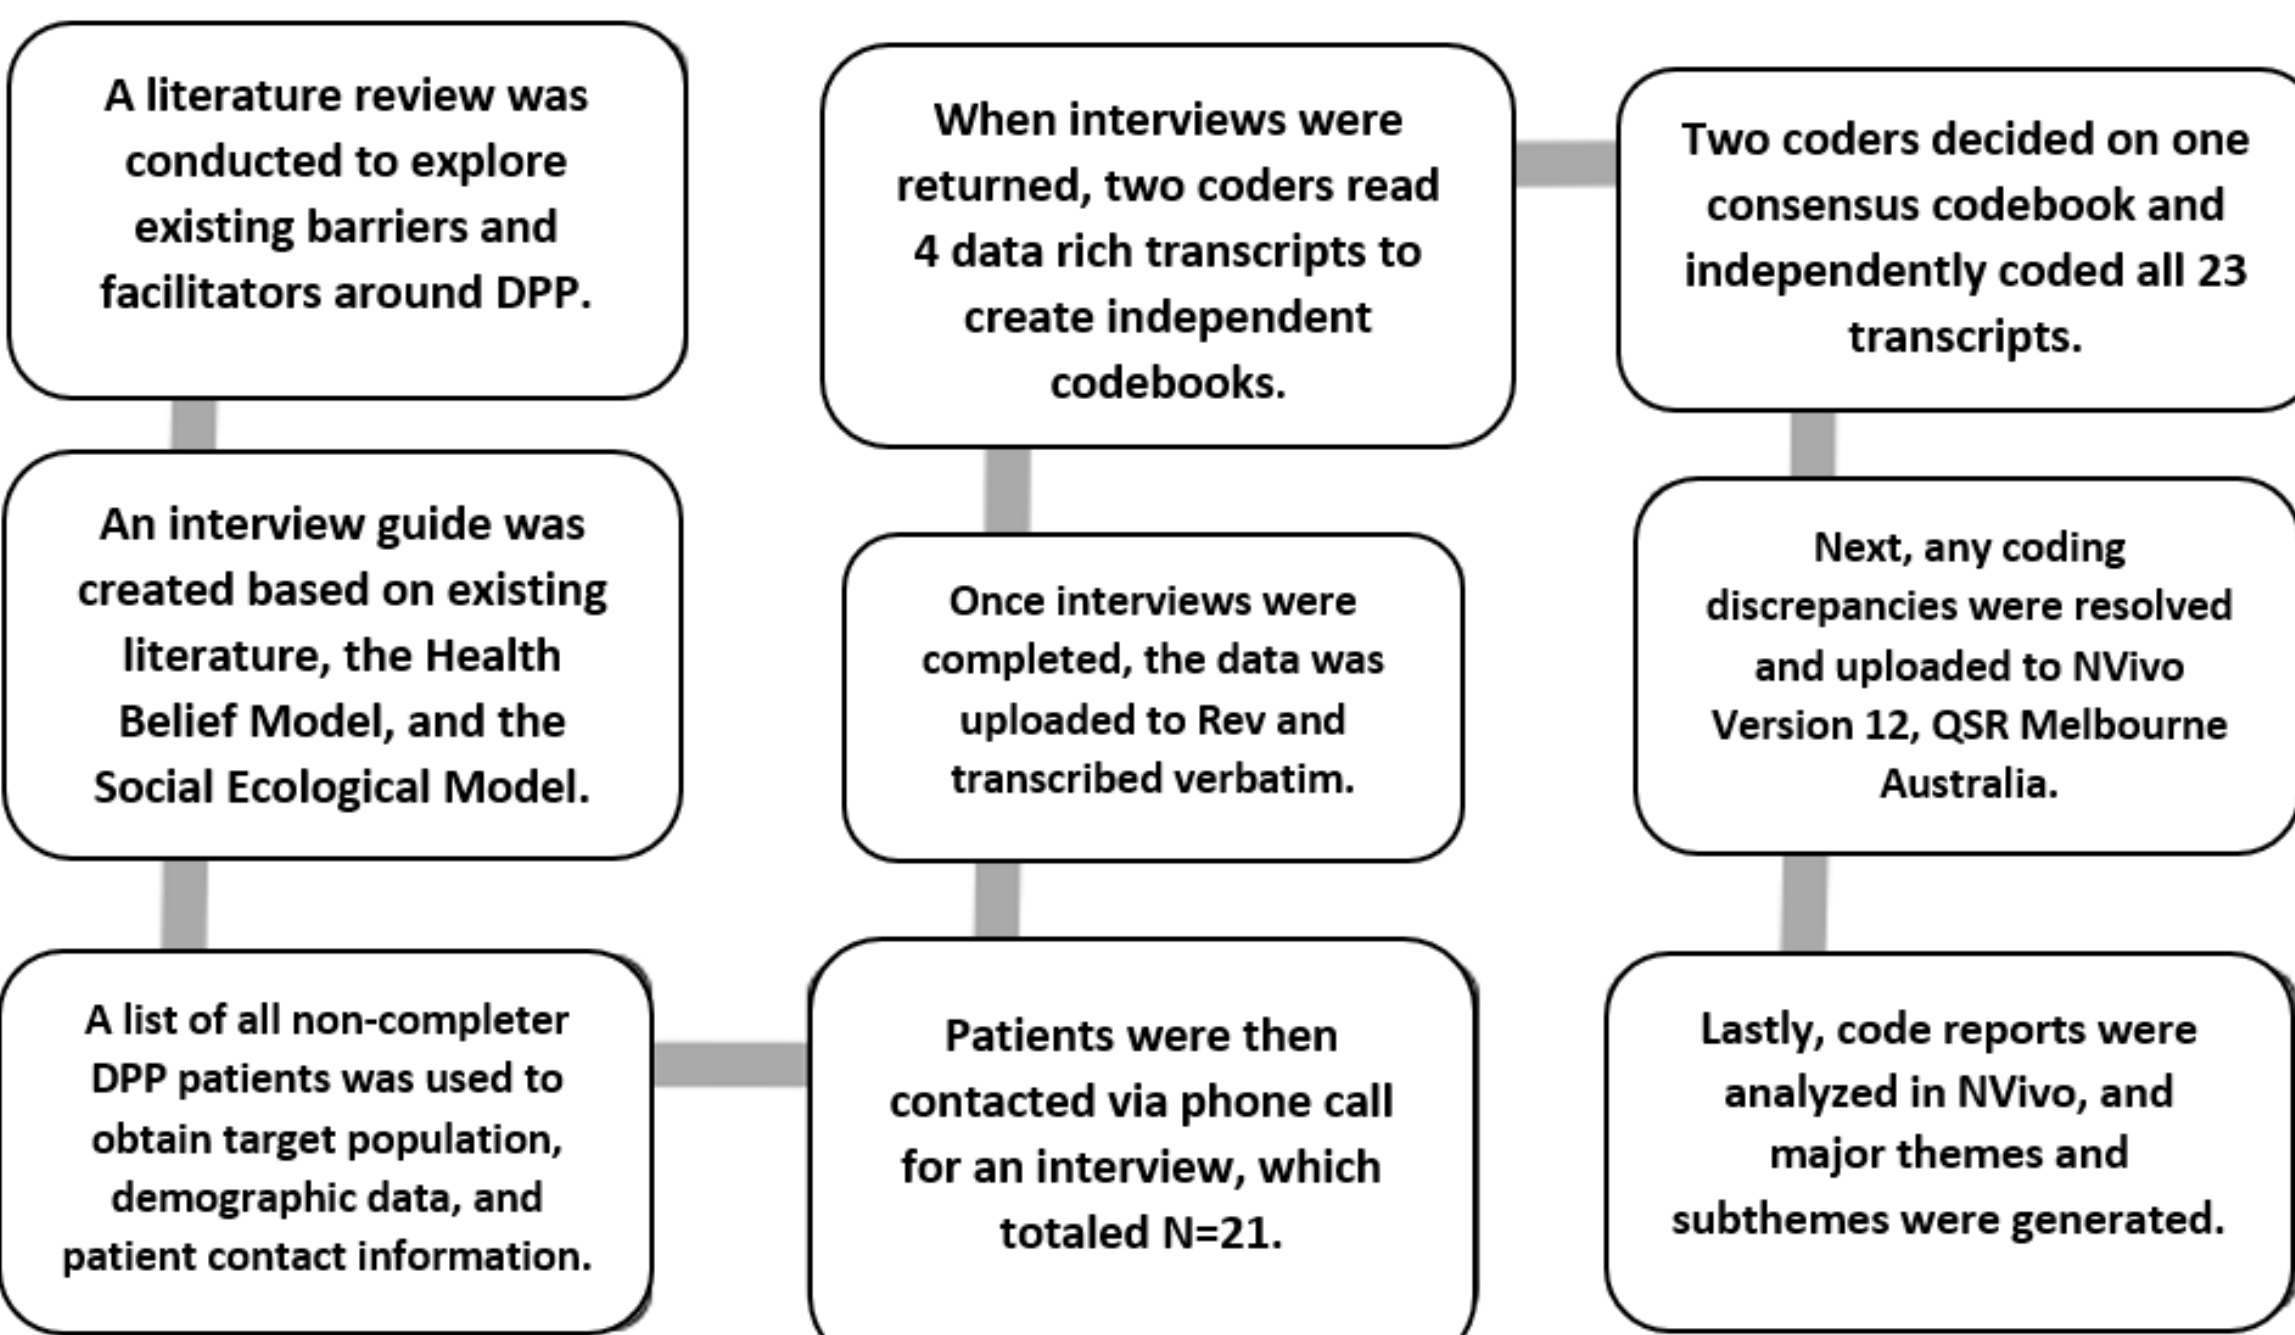 A literature review was
conducted to explore
existing barriers and
facilitators around DPP.
An interview guide was
created based on existing
literature, the Health
Belief Model, and the
Social Ecological Model.
A list of all non-completer
DPP patients was used to
obtain target population,
demographic data, and
patient contact information.
Patients were then
contacted via phone call
for an interview, which
totaled N=21.
Once interviews were
completed, the data was
uploaded to Rev and
transcribed verbatim.
When interviews were
returned, two coders read
4 data rich transcripts to
create independent
codebooks.
Two coders decided on one
consensus codebook and
independently coded all 23
transcripts.
Next, any coding
discrepancies were resolved
and uploaded to NVivo
Version 12, QSR Melbourne
Australia.
Lastly, code reports were
analyzed in NVivo, and
major themes and
subthemes were generated.